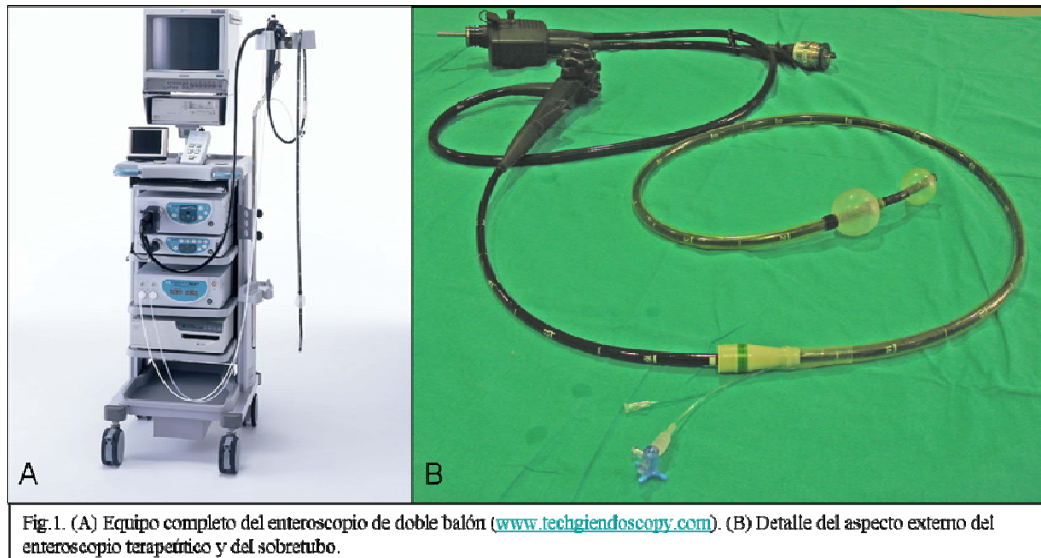 A
B
Fig.1. (A) Equipo completo del enteroscopio de doble balón (www.techgiendoscopy.com). (B) Detalle del aspecto externo del
enteroscopio terapeútico y del sobretubo.